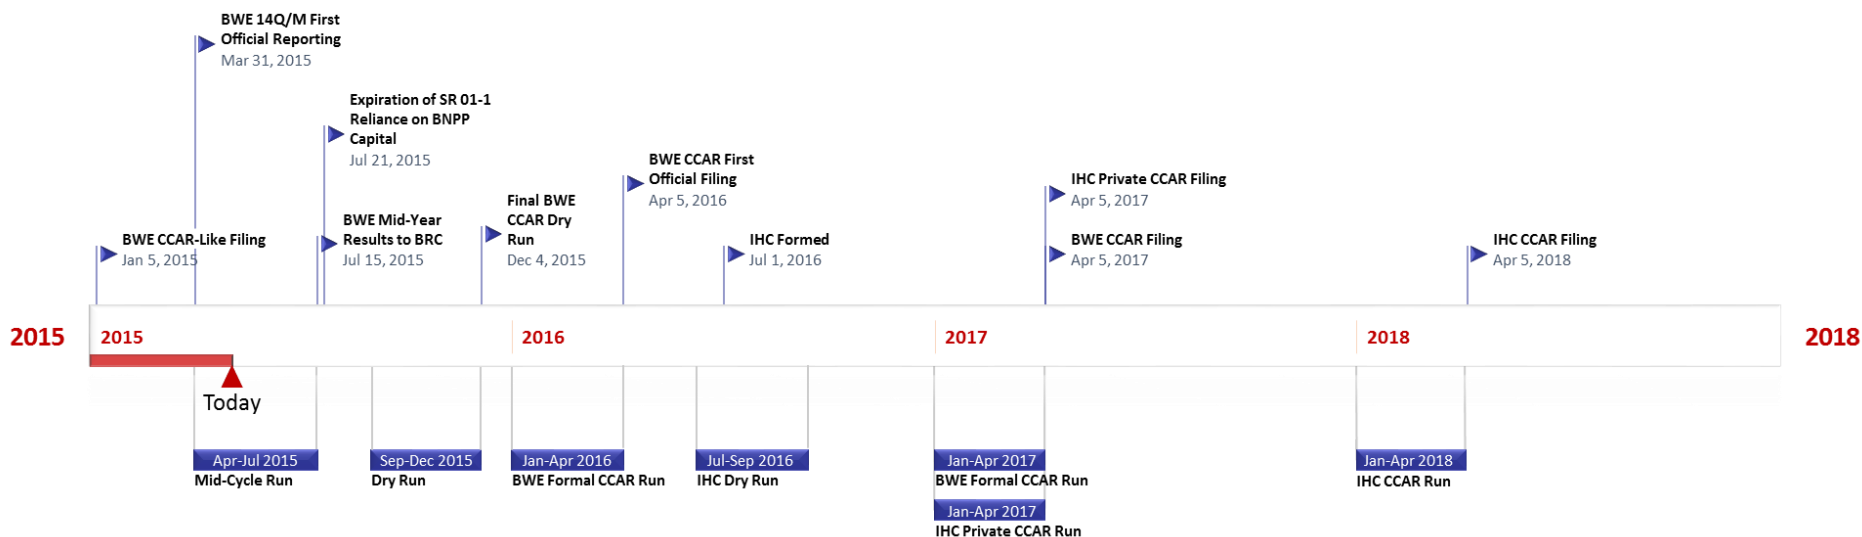 BWE 14Q/M First
Official Reporting
Mar 31, 2015
Expiration of SR 01-1
Reliance on BNPP
Capital
Jul 21, 2015
BWE CCAR First
Official Filing
Apr 5, 2016
IHC Private CCAR Filing
Apr 5, 2017
Final BWE
CCAR Dry
Run
Dec 4, 2015
BWE Mid-Year
Results to BRC
Jul 15, 2015
BWE CCAR-Like Filing
Jan 5, 2015
IHC Formed
Jul 1, 2016
BWE CCAR Filing
Apr 5, 2017
IHC CCAR Filing
Apr 5, 2018
2015
2015
2016
2017
2018
2018
Today
Apr-Jul 2015
Mid-Cycle Run
Sep-Dec 2015
Dry Run
Jan-Apr 2016
BWE Formal CCAR Run
Jul-Sep 2016
IHC Dry Run
Jan-Apr 2017
BWE Formal CCAR Run
Jan-Apr 2017
IHC Private CCAR Run
Jan-Apr 2018
IHC CCAR Run